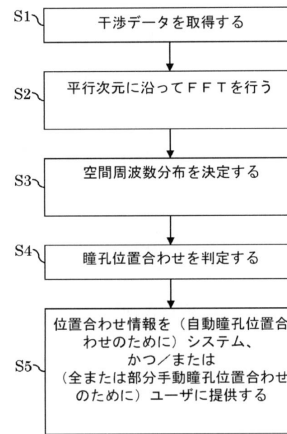 S1
干渉データを取得する
S2
平行次元に沿ってＦＦＴを行う
S3
空間周波数分布を決定する
S4
瞳孔位置合わせを判定する
S5
位置合わせ情報を（自動瞳孔位置合
わせのために）システム、
かつ／または
（全または部分手動瞳孔位置合わせ
のために）ユーザに提供する